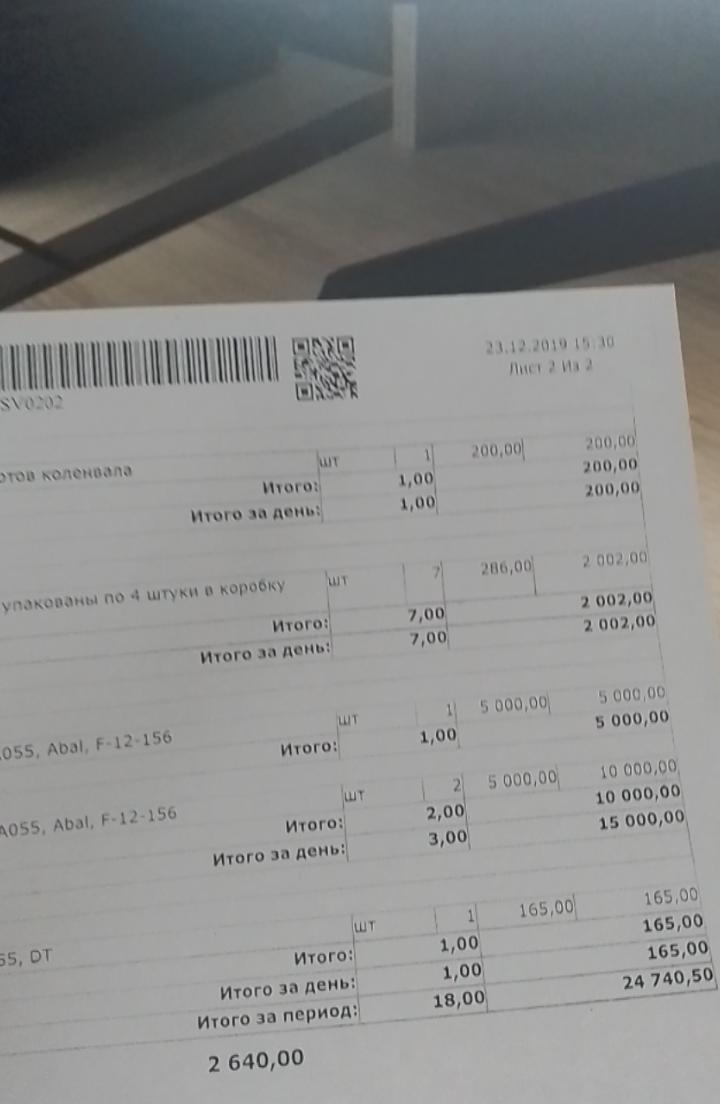 23.12.2019 15:30
SV0202
Лист 2 Из 2
отов коленвала шт 1 200,00 200,00
Итого: 1,00 200,00
Итого за день: 1,00 200,00
упакованы по 4 штуки в коробку шт 7 286,00 2 002,00
Итого: 7,00 2 002,00
Итого за день: 7,00 2 002,00
A055, Abal, F-12-156 шт 1 5 000,00 5 000,00
Итого: 1,00 5 000,00
A055, Abal, F-12-156 шт 2 5 000,00 10 000,00
Итого: 2,00 10 000,00
Итого за день: 3,00 15 000,00
55, DT шт 1 165,00 165,00
Итого: 1,00 165,00
Итого за день: 1,00 165,00
Итого за период: 18,00 24 740,50
2 640,00